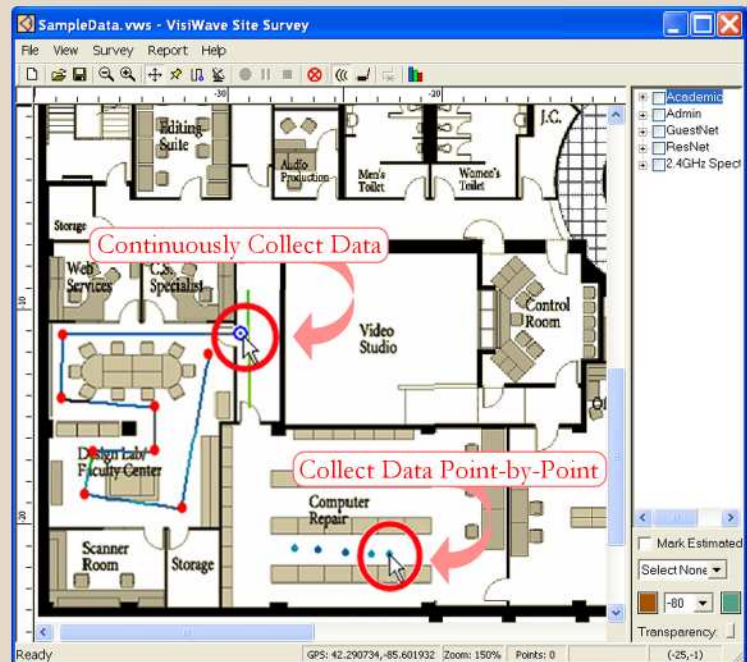 SampleData.vws - VisiWave Site Survey
File View Survey Report Help
-30 -20
Academic
Admin
GuestNet
ResNet
2.4GHz Spect
Editing
Suite
Audio
Production
Men's
Toilet
Women's
Toilet
J.C.
Storage
Continuously Collect Data
Web
Services
C.S.
Specialist
-10
Control
Room
Video
Studio
Design Lab/
Faculty Center
Collect Data Point-by-Point
Computer
Repair
-20
Scanner
Room
Storage
Mark Estimated
Select None
-80
Transparency:
Ready
GPS: 42.290734,-85.601932 Zoom: 150% Points: 0 (-25,-1)